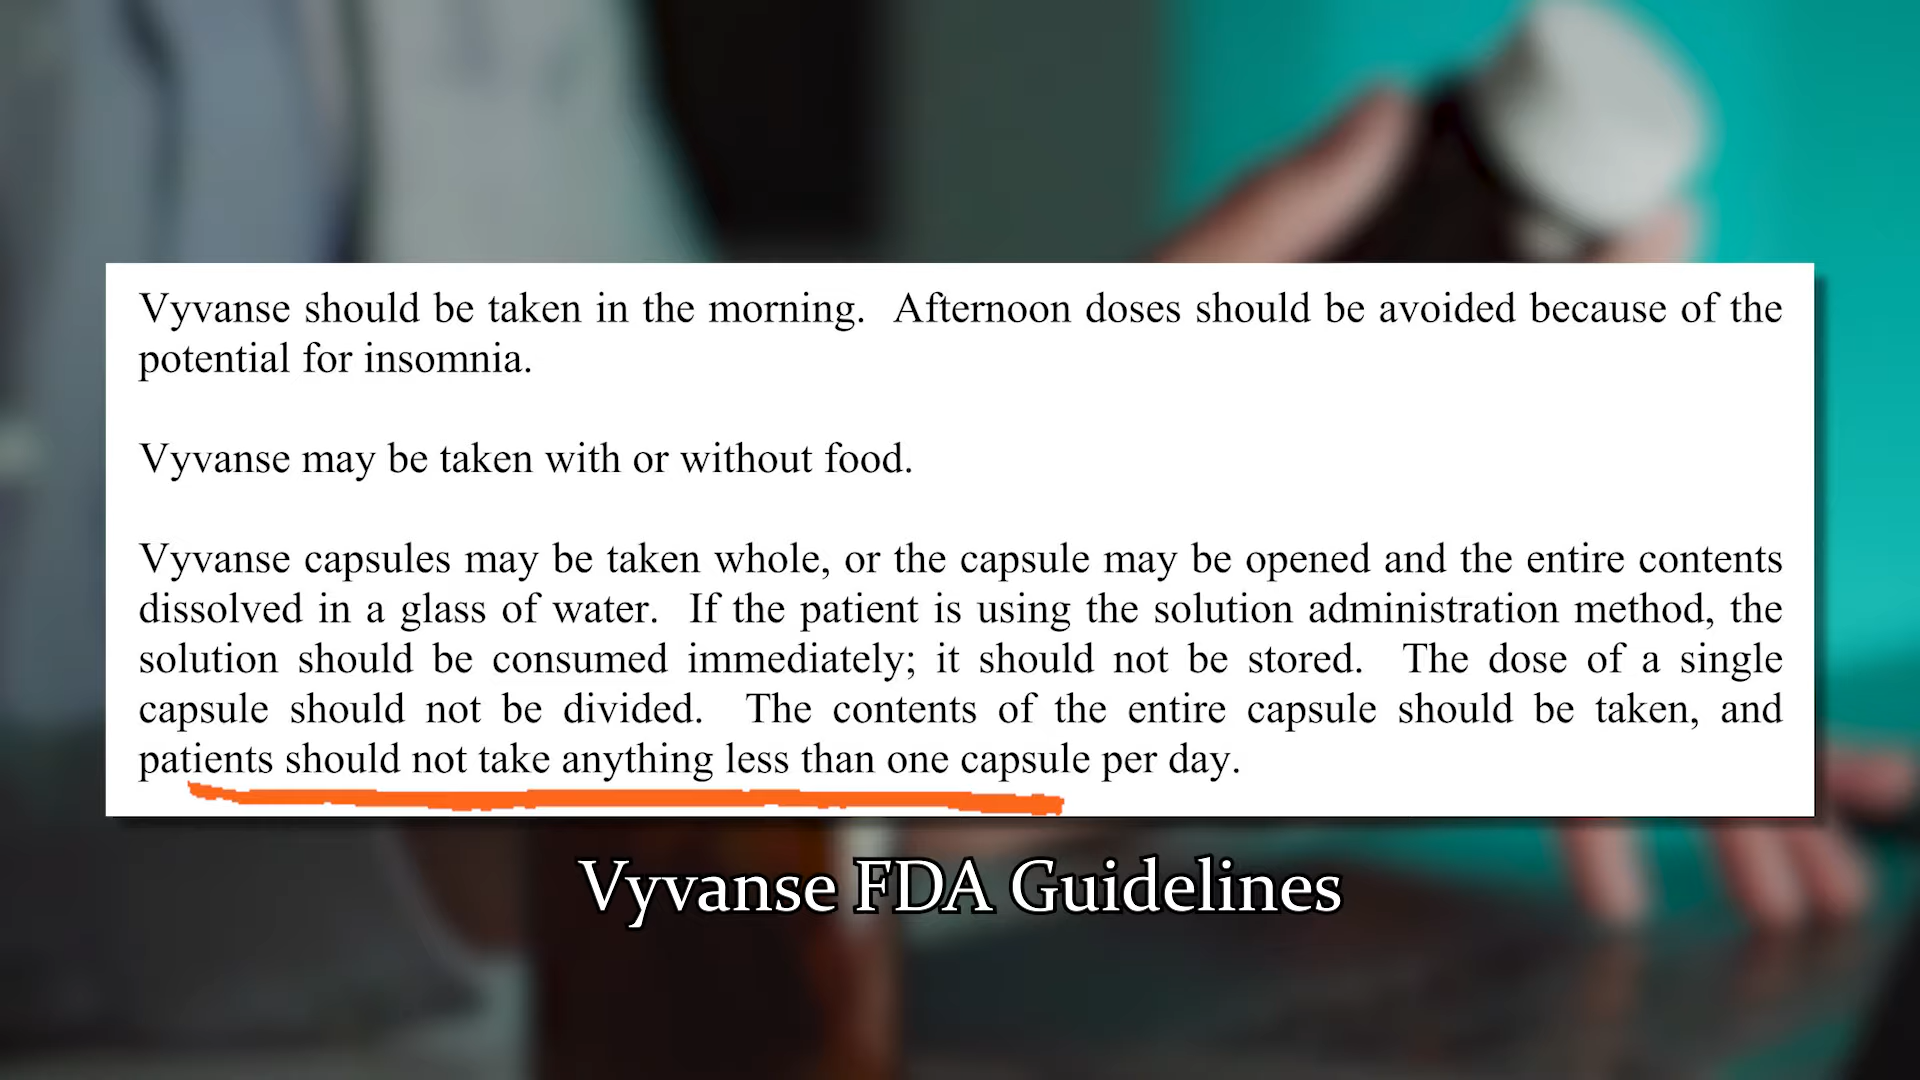 Vyvanse should be taken in the morning.  Afternoon doses should be avoided because of the
potential for insomnia.
Vyvanse may be taken with or without food.
Vyvanse capsules may be taken whole, or the capsule may be opened and the entire contents
dissolved in a glass of water.  If the patient is using the solution administration method, the
solution should be consumed immediately; it should not be stored.  The dose of a single
capsule should not be divided.  The contents of the entire capsule should be taken, and
patients should not take anything less than one capsule per day.
Vyvanse FDA Guidelines